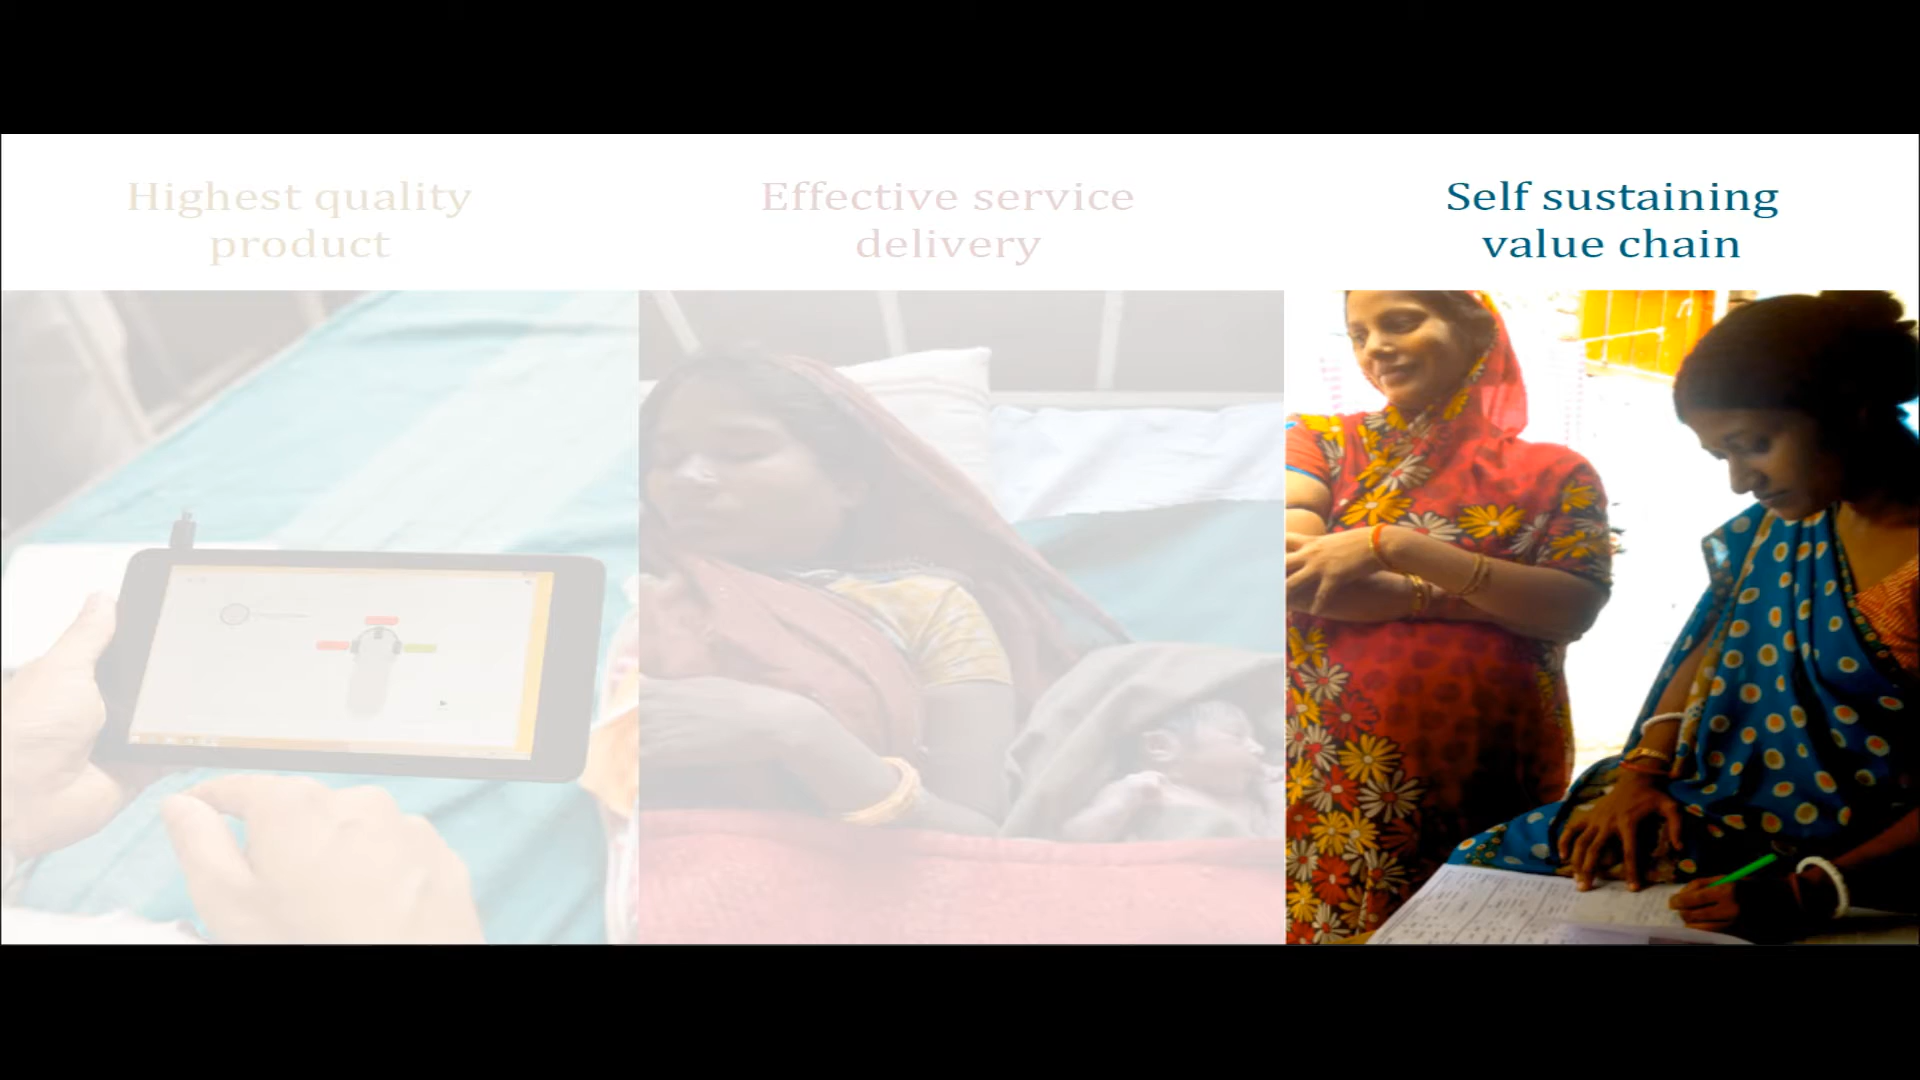 Highest quality
product
Effective service
delivery
Self sustaining
value chain